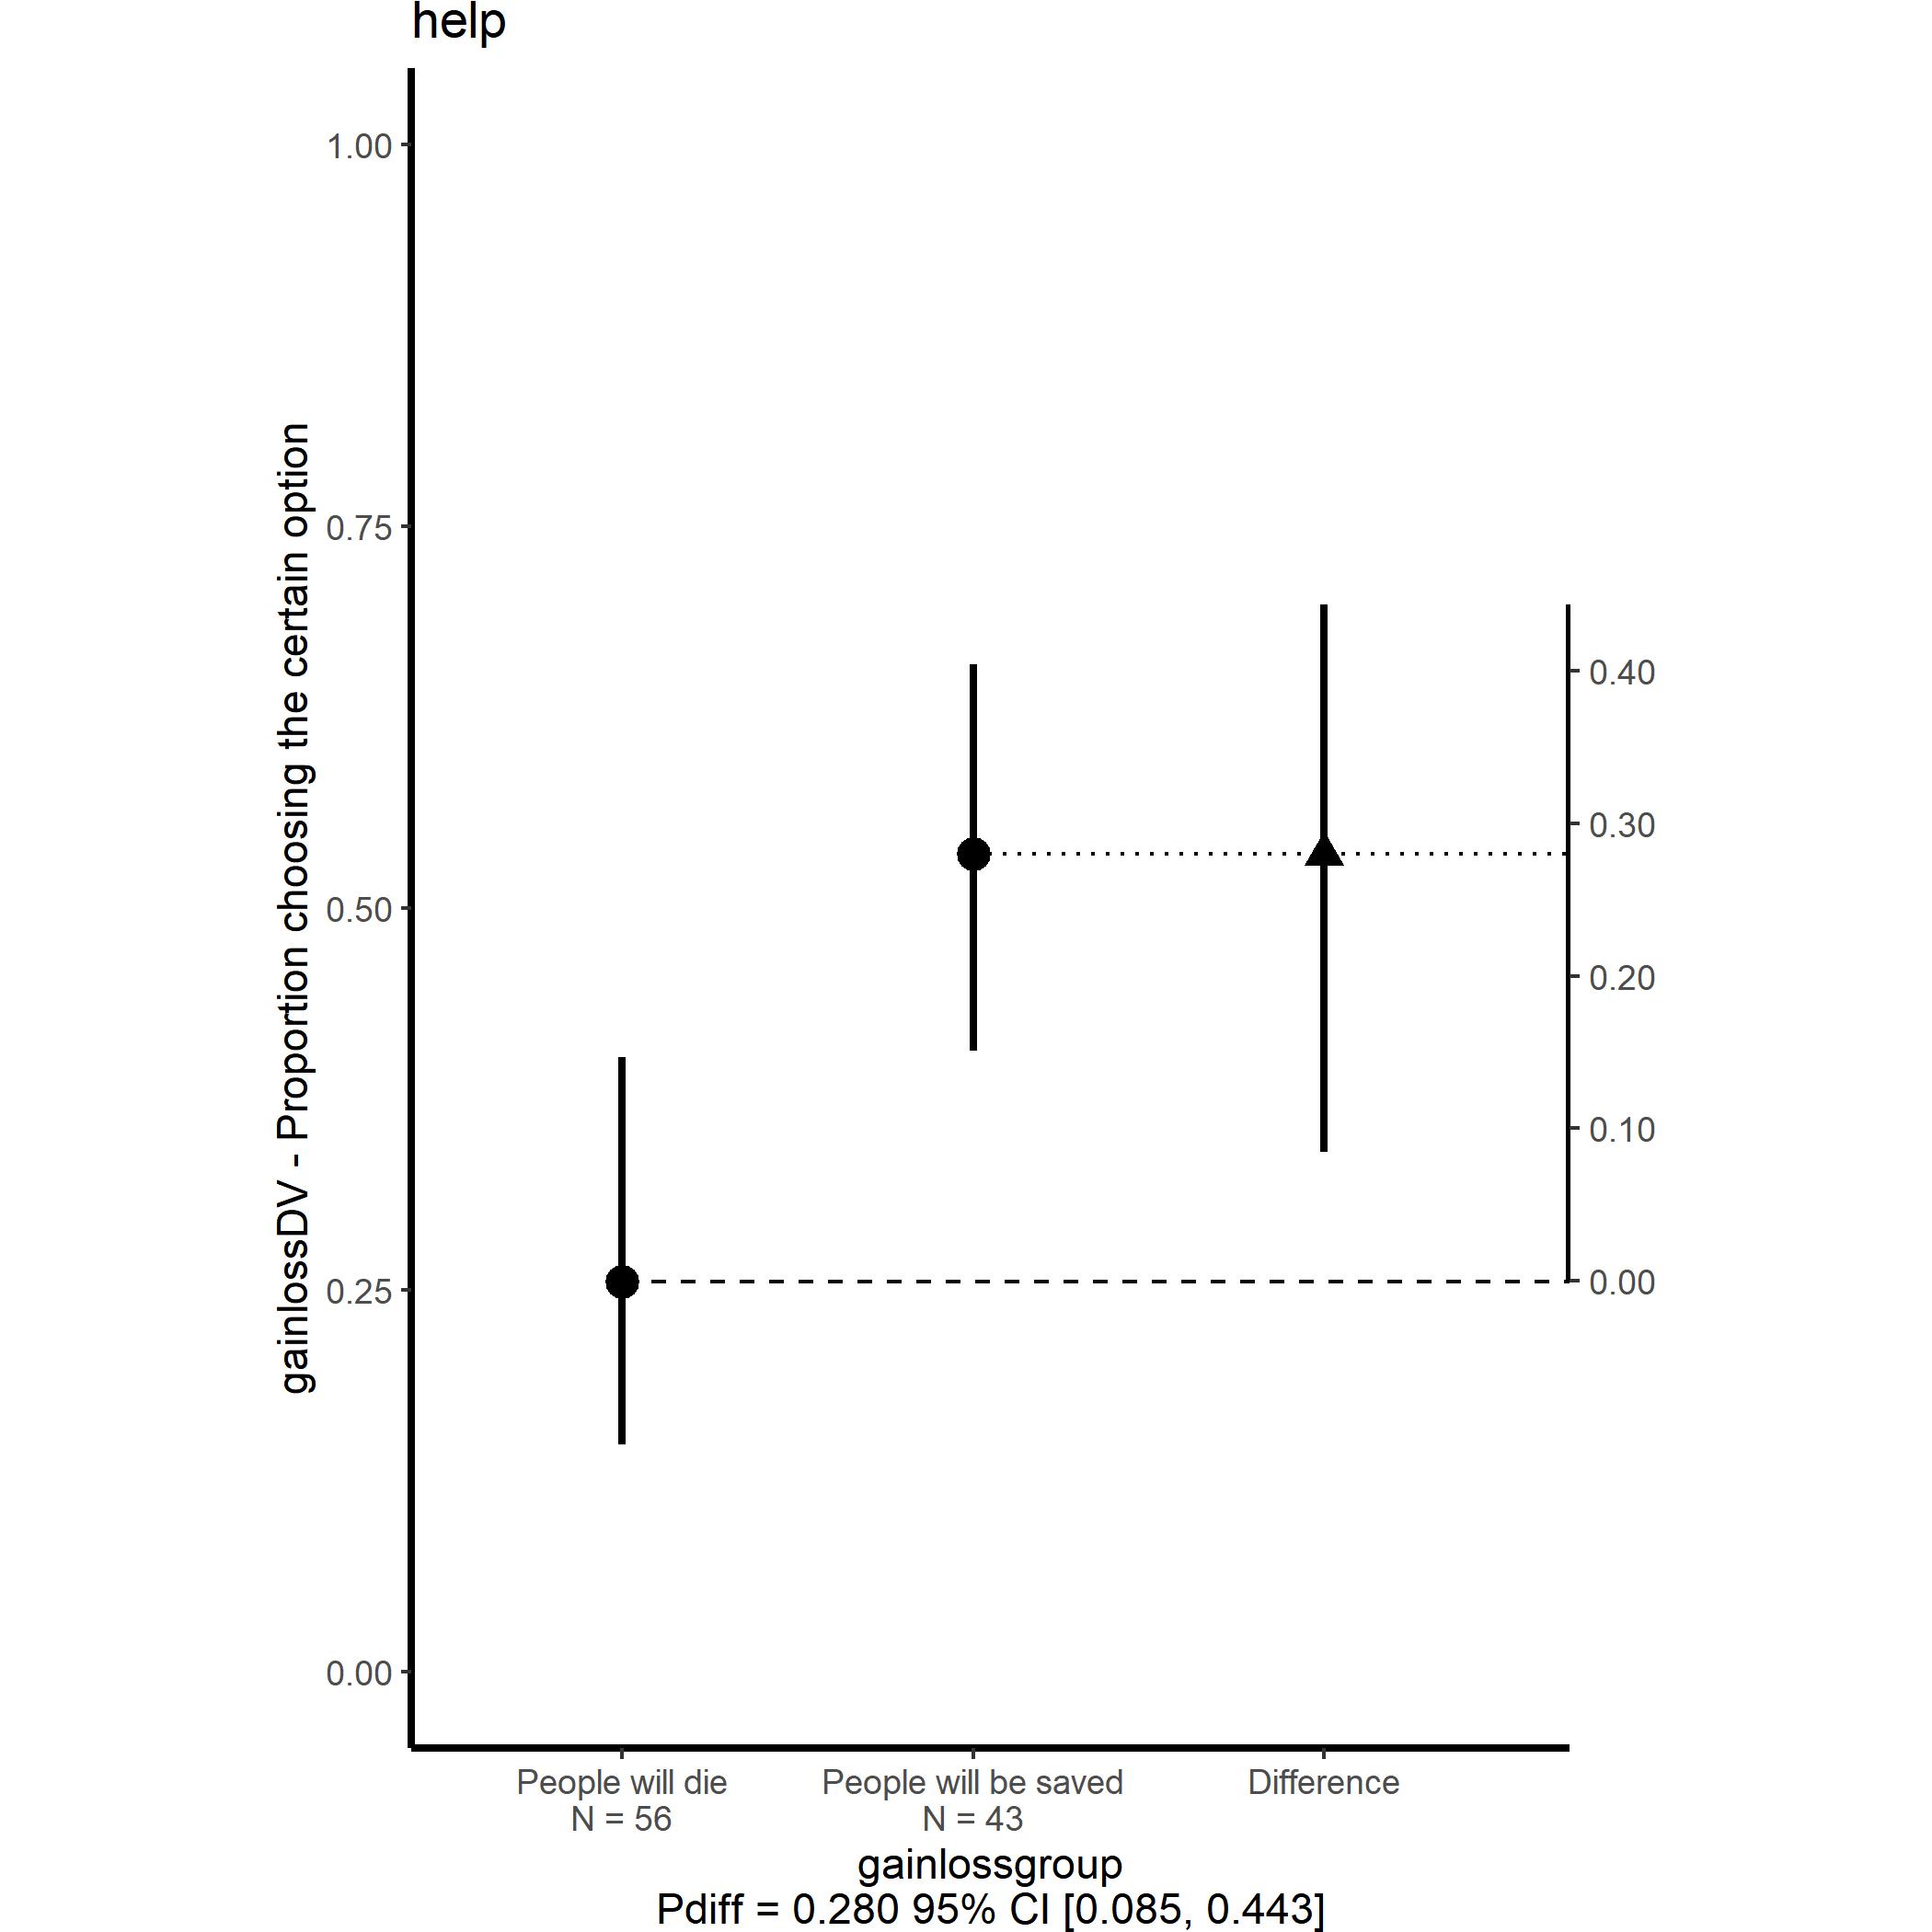 help
gainlossDV - Proportion choosing the certain option
1.00
0.75
0.50
0.25
0.00
0.40
0.30
0.20
0.10
0.00
People will die
N = 56
People will be saved
N = 43
Difference
gainlossgroup
Pdiff = 0.280 95% CI [0.085, 0.443]